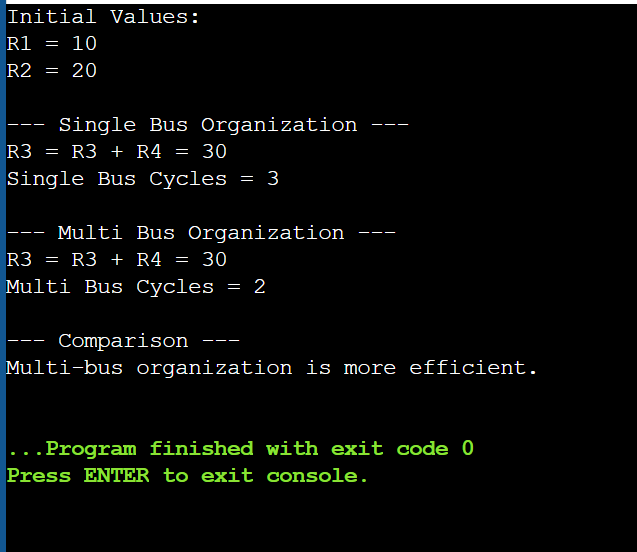 Initial Values:
R1 = 10
R2 = 20
--- Single Bus Organization ---
R3 = R3 + R4 = 30
Single Bus Cycles = 3
--- Multi Bus Organization ---
R3 = R3 + R4 = 30
Multi Bus Cycles = 2
--- Comparison ---
Multi-bus organization is more efficient.
...Program finished with exit code 0
Press ENTER to exit console.